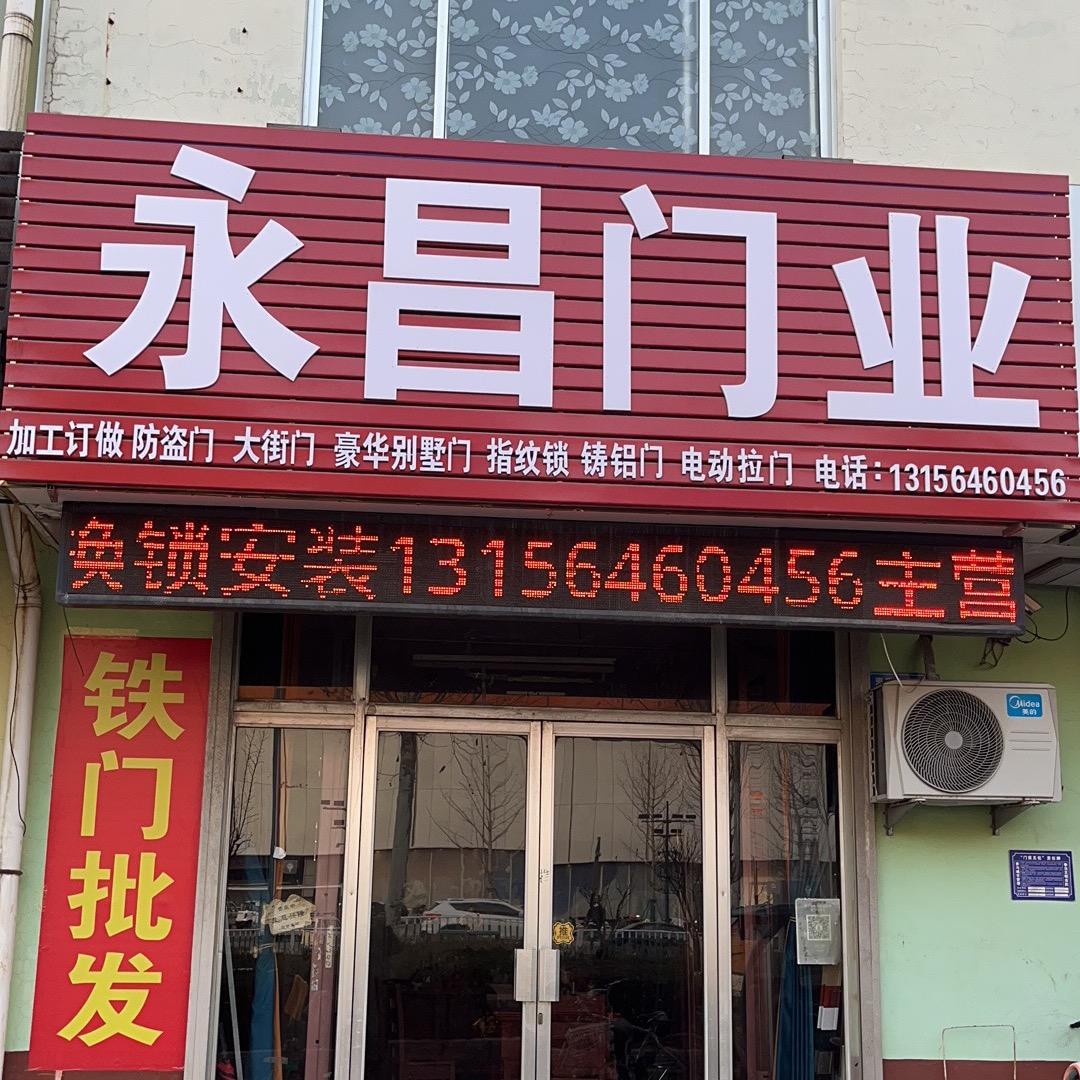 永昌门业
加工订做 防盗门 大街门 豪华别墅门 指纹锁 铸铝门 电动拉门 电话：13156460456
换锁安装13156460456主营
铁门批发
Midea
美的
推